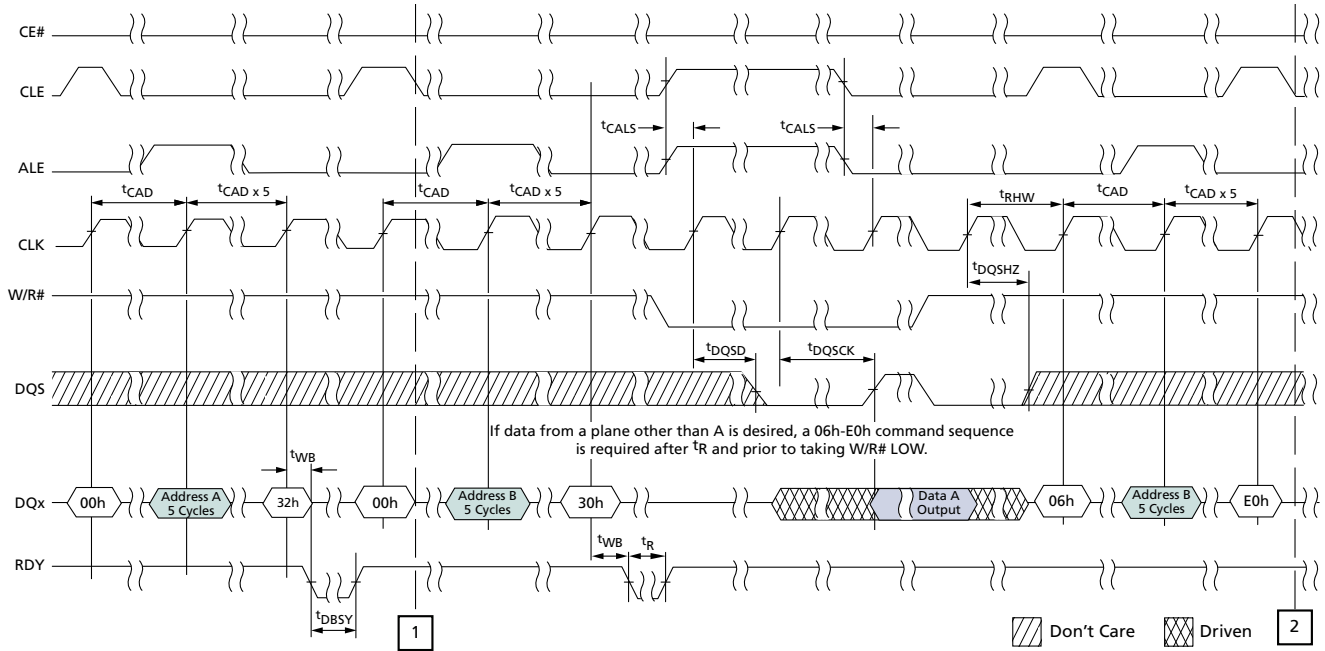 CE#
CLE
tCALS
tCALS
ALE
tCAD
tCAD x 5
tCAD
tCAD x 5
tRHW
tCAD
tCAD x 5
CLK
tDQSHZ
W/R#
tDQSD
tDQSCK
DQS
If data from a plane other than A is desired, a 06h-E0h command sequence
is required after tR and prior to taking W/R# LOW.
tWB
DQx
00h
Address A
5 Cycles
32h
00h
Address B
5 Cycles
30h
Data A
Output
06h
Address B
5 Cycles
E0h
tWB
tR
RDY
tDBSY
1
Don't Care
Driven
2